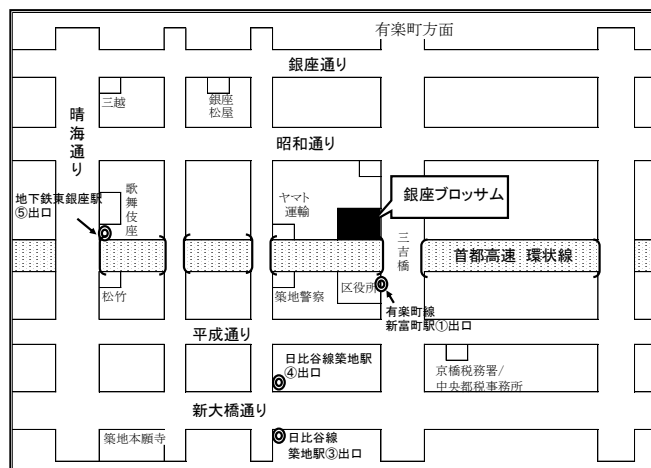 有楽町方面
銀座通り
三越
銀座
松屋
晴海通り
昭和通り
地下鉄東銀座駅
⑤出口
歌舞伎座
ヤマト
運輸
銀座ブロッサム
三吉橋
首都高速 環状線
松竹
築地警察
区役所
有楽町線
新富町駅①出口
平成通り
日比谷線築地駅
④出口
京橋税務署/
中央都税事務所
新大橋通り
築地本願寺
日比谷線
築地駅③出口